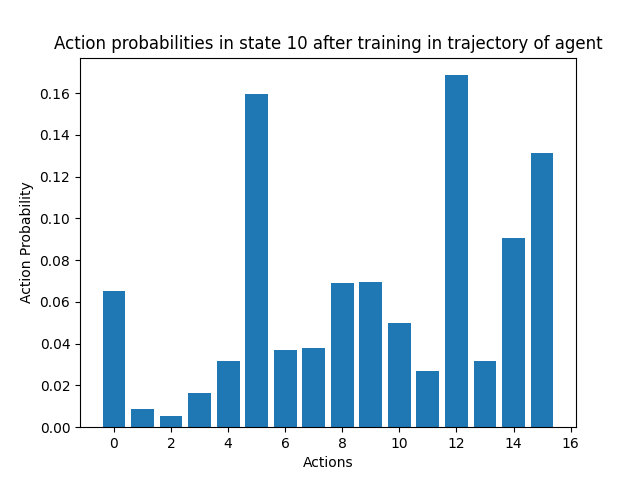 Action probabilities in state 10 after training in trajectory of agent
0.16
0.14
0.12
0.10
0.08
0.06
0.04
0.02
0.00
Action Probability
0 2 4 6 8 10 12 14 16
Actions